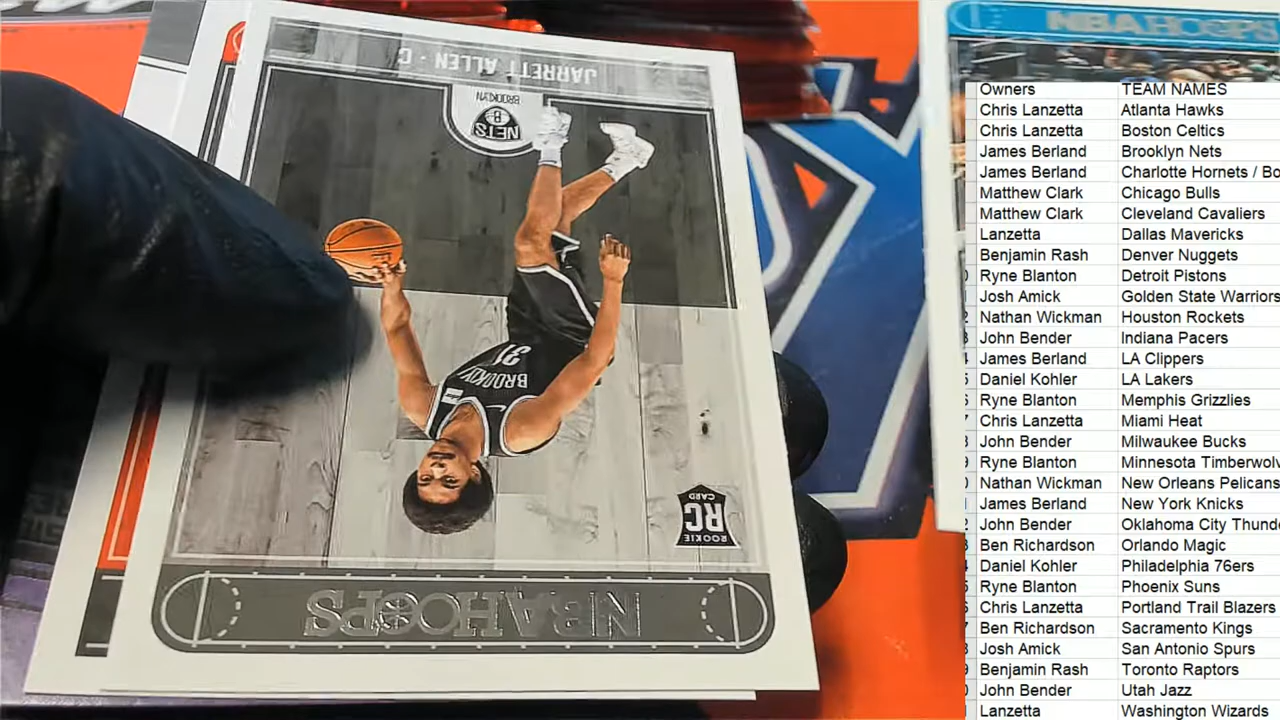 JARRETT ALLEN - C
BROOKLYN
NETS
BROOKLYN
31
ROOKIE
RC
CARD
NBA HOOPS
NBA HOOPS
Owners TEAM NAMES
Chris Lanzetta Atlanta Hawks
Chris Lanzetta Boston Celtics
James Berland Brooklyn Nets
James Berland Charlotte Hornets / Bo
Matthew Clark Chicago Bulls
Matthew Clark Cleveland Cavaliers
Lanzetta Dallas Mavericks
Benjamin Rash Denver Nuggets
Ryne Blanton Detroit Pistons
Josh Amick Golden State Warriors
Nathan Wickman Houston Rockets
John Bender Indiana Pacers
James Berland LA Clippers
Daniel Kohler LA Lakers
Ryne Blanton Memphis Grizzlies
Chris Lanzetta Miami Heat
John Bender Milwaukee Bucks
Ryne Blanton Minnesota Timberwolv
Nathan Wickman New Orleans Pelicans
James Berland New York Knicks
John Bender Oklahoma City Thunde
Ben Richardson Orlando Magic
Daniel Kohler Philadelphia 76ers
Ryne Blanton Phoenix Suns
Chris Lanzetta Portland Trail Blazers
Ben Richardson Sacramento Kings
Josh Amick San Antonio Spurs
Benjamin Rash Toronto Raptors
John Bender Utah Jazz
Lanzetta Washington Wizards